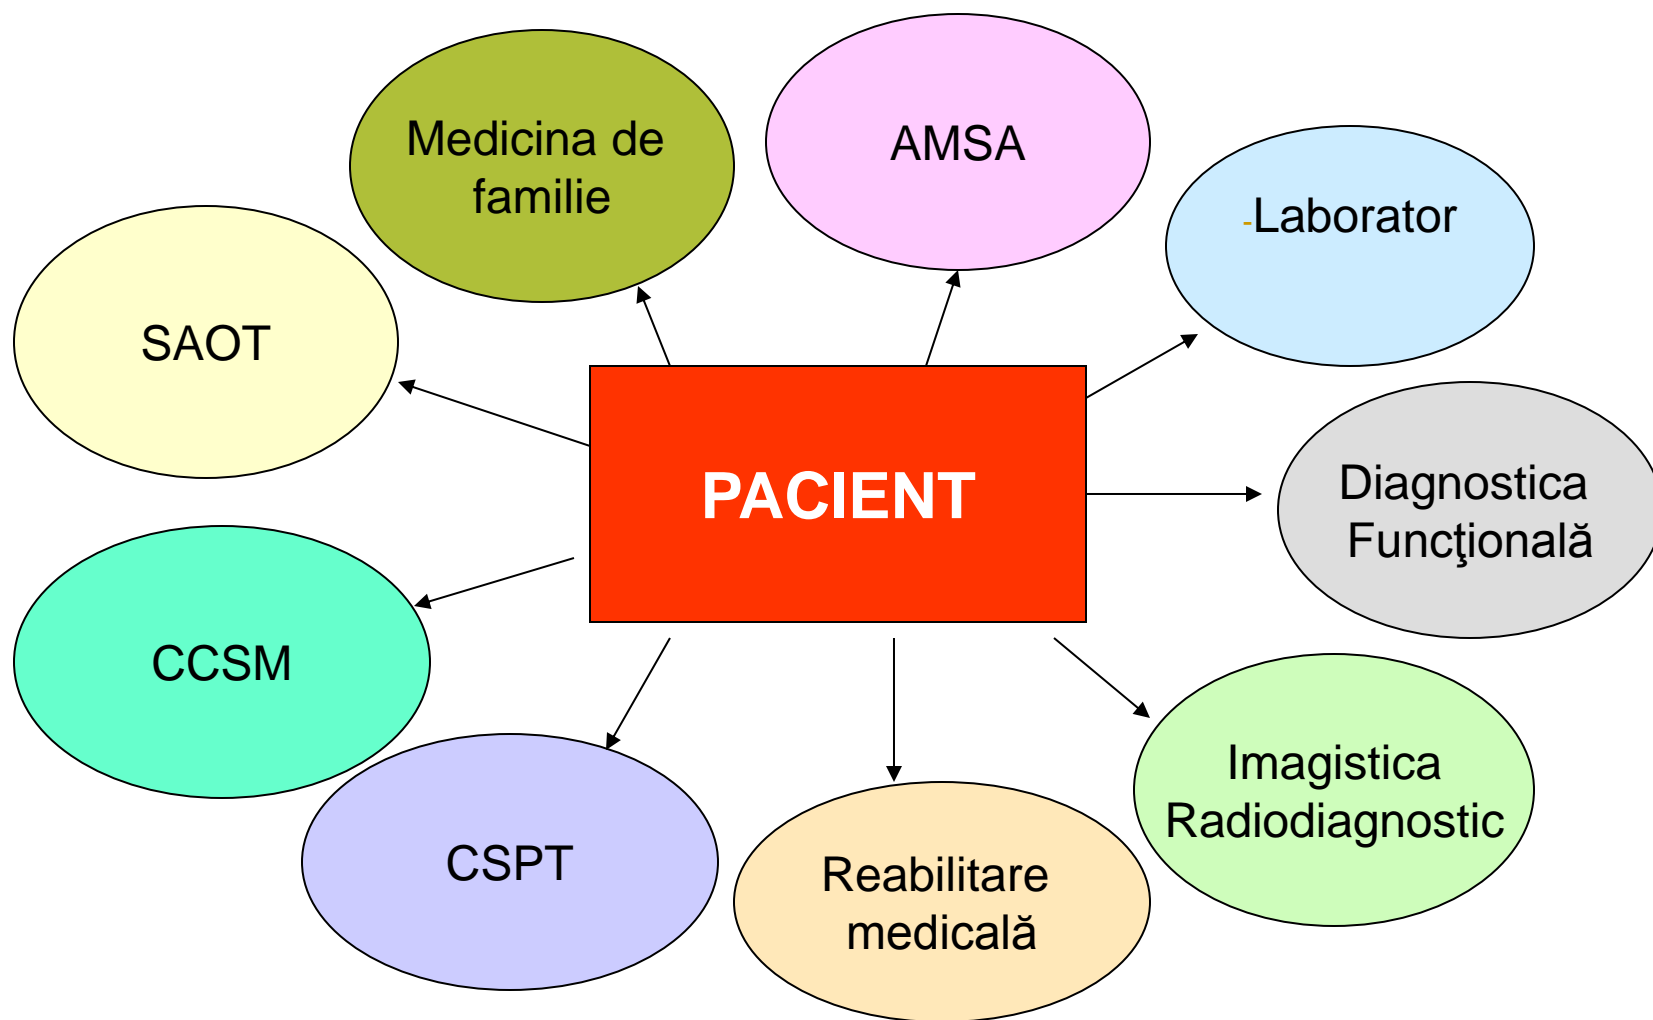 Medicina de
familie
AMSA
-Laborator
SAOT
PACIENT
Diagnostica
Funcţională
CCSM
Imagistica
Radiodiagnostic
CSPT
Reabilitare
medicală